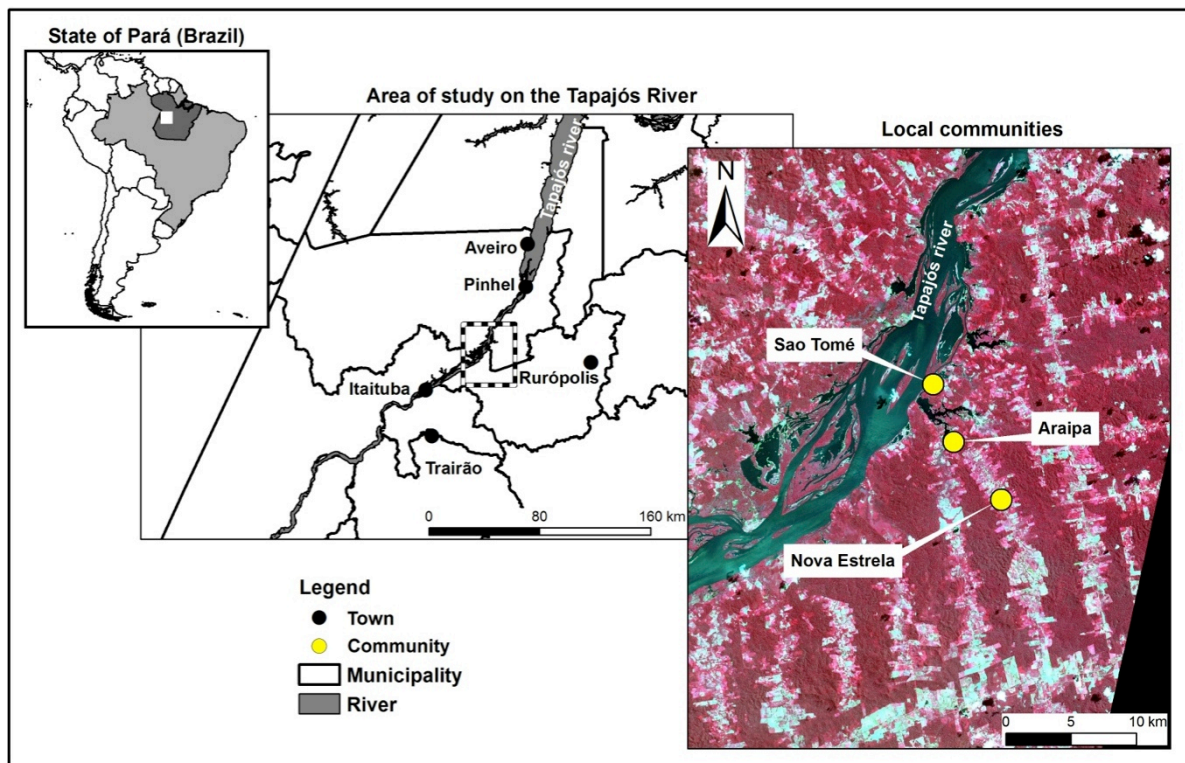 State of Pará (Brazil)
Area of study on the Tapajós River
Tapajós river
Aveiro
Pinhel
Itaituba
Rurópolis
Trairão
0 80 160 km
Legend
Town
Community
Municipality
River
Local communities
N
Tapajós river
Sao Tomé
Araipa
Nova Estrela
0 5 10 km